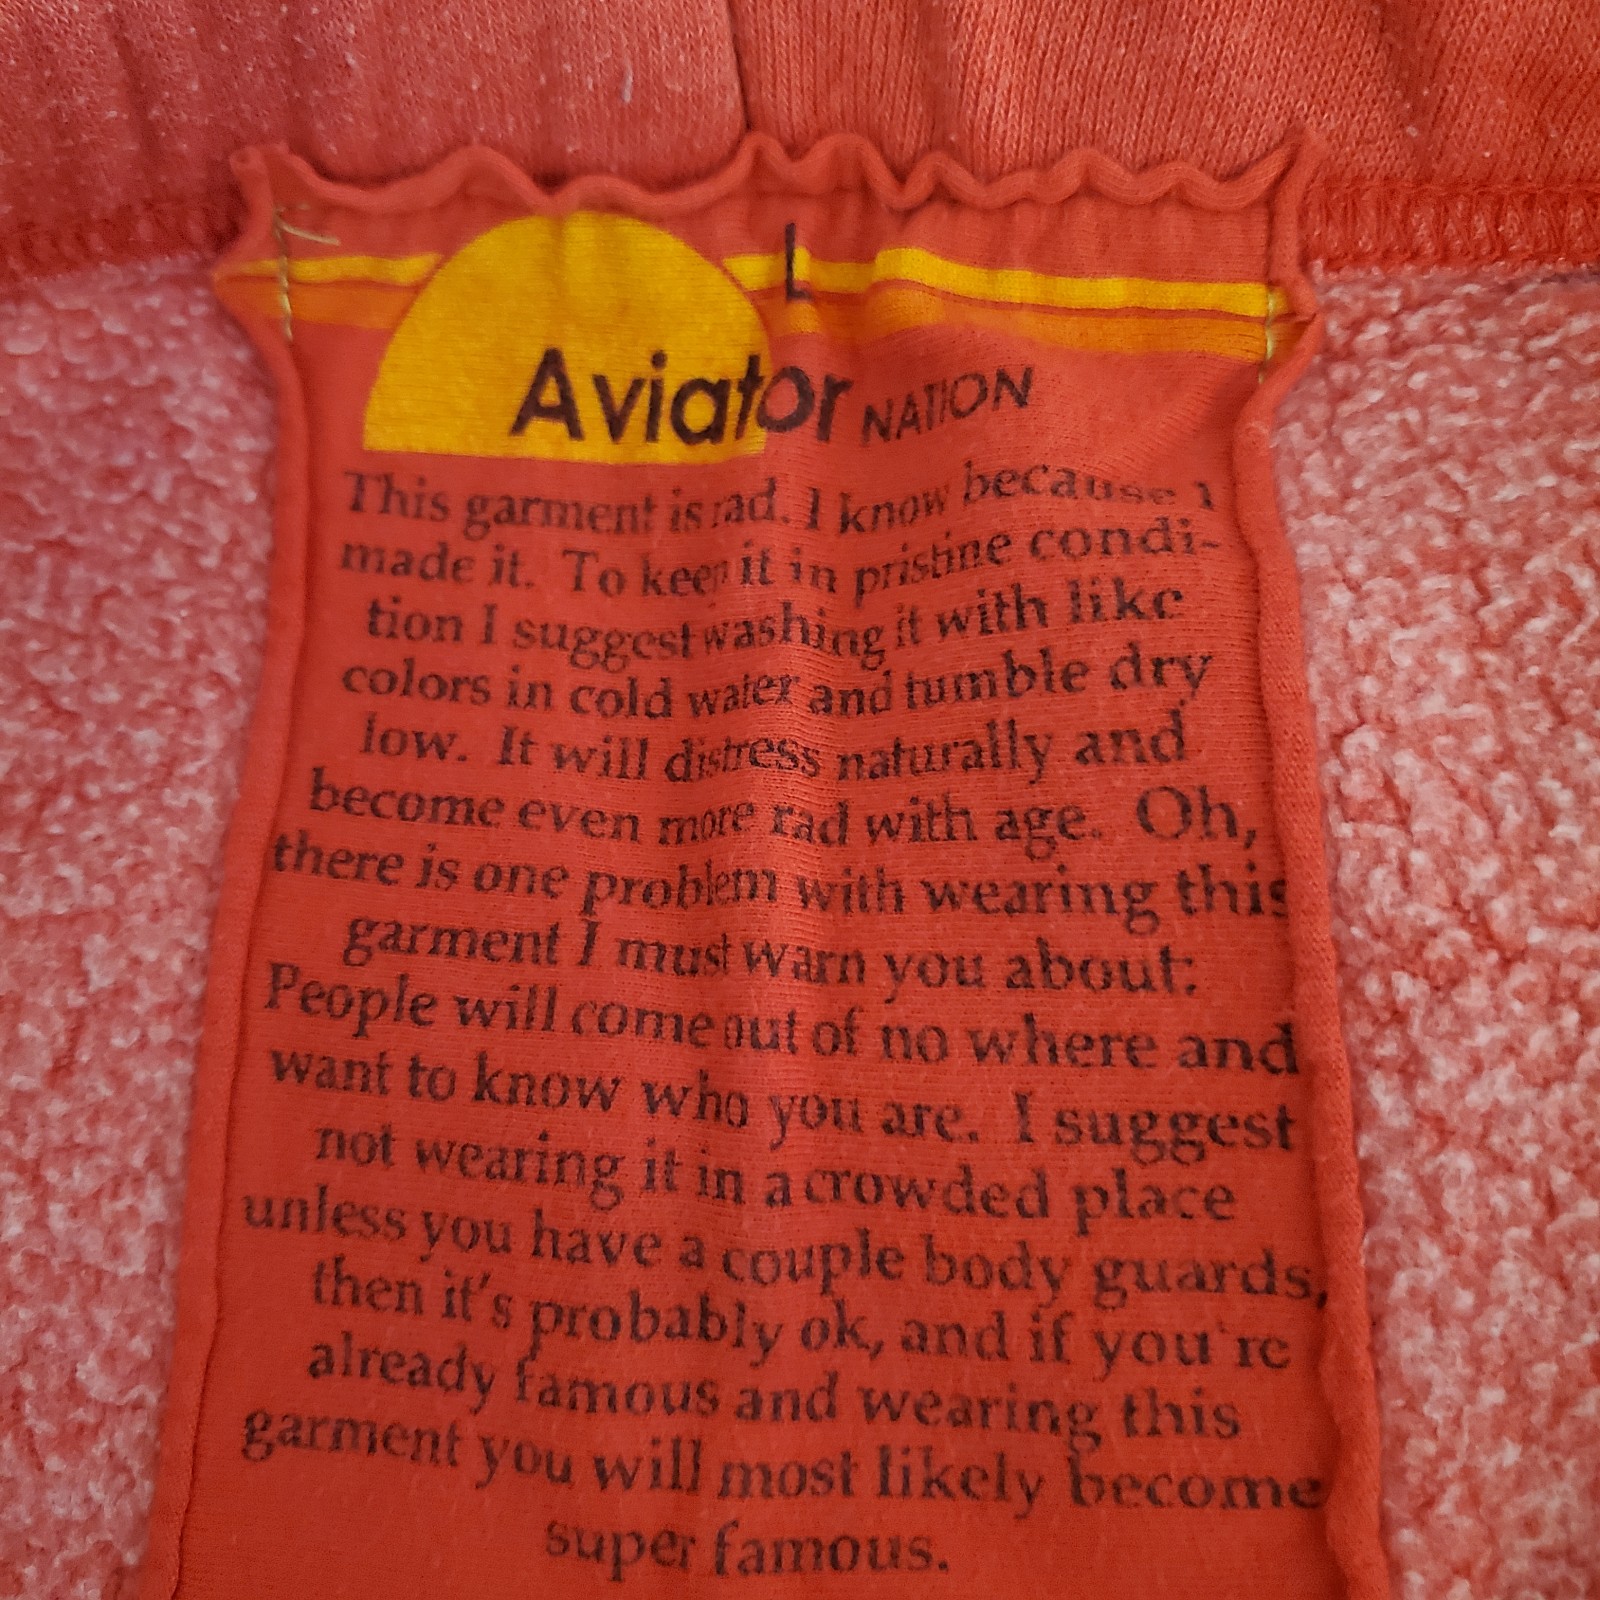 L
Aviator NATION
This garment is rad. I know because I
made it. To keep it in pristine condi-
tion I suggest washing it with like
colors in cold water and tumble dry
low. It will distress naturally and
become even more rad with age. Oh,
there is one problem with wearing this
garment I must warn you about:
People will come out of no where and
want to know who you are. I suggest
not wearing it in a crowded place
unless you have a couple body guards,
then it's probably ok, and if you're
already famous and wearing this
garment you will most likely become
super famous.